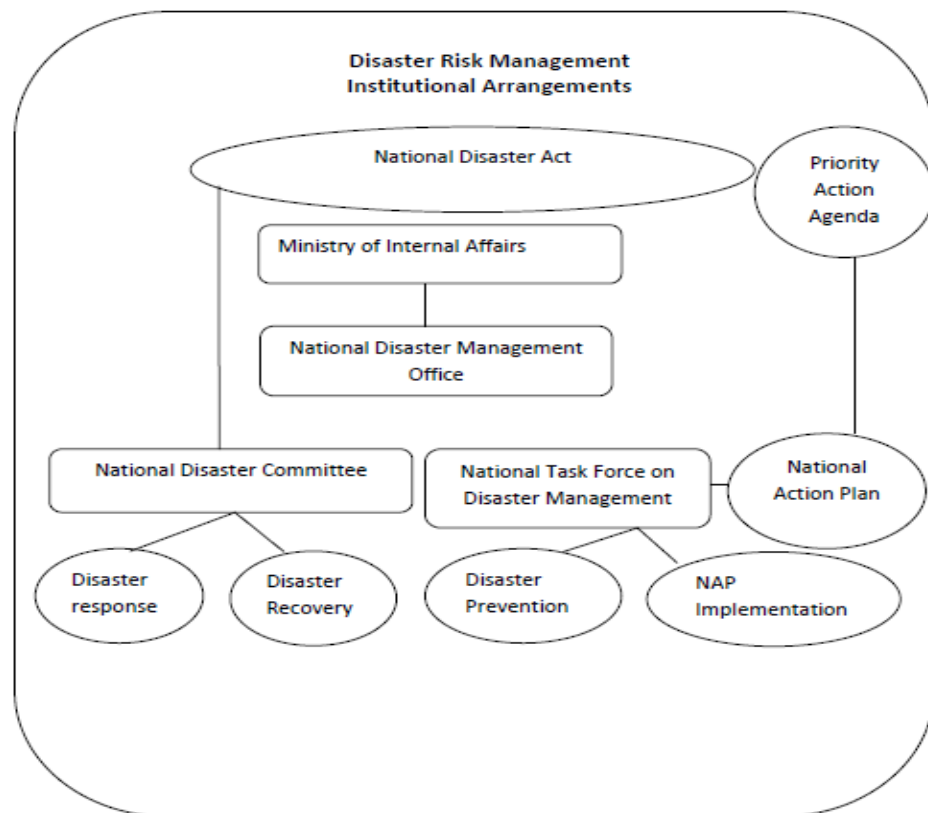 Disaster Risk Management
Institutional Arrangements
National Disaster Act
Priority
Action
Agenda
Ministry of Internal Affairs
National Disaster Management
Office
National Disaster Committee
National Task Force on
Disaster Management
National
Action Plan
Disaster
response
Disaster
Recovery
Disaster
Prevention
NAP
Implementation